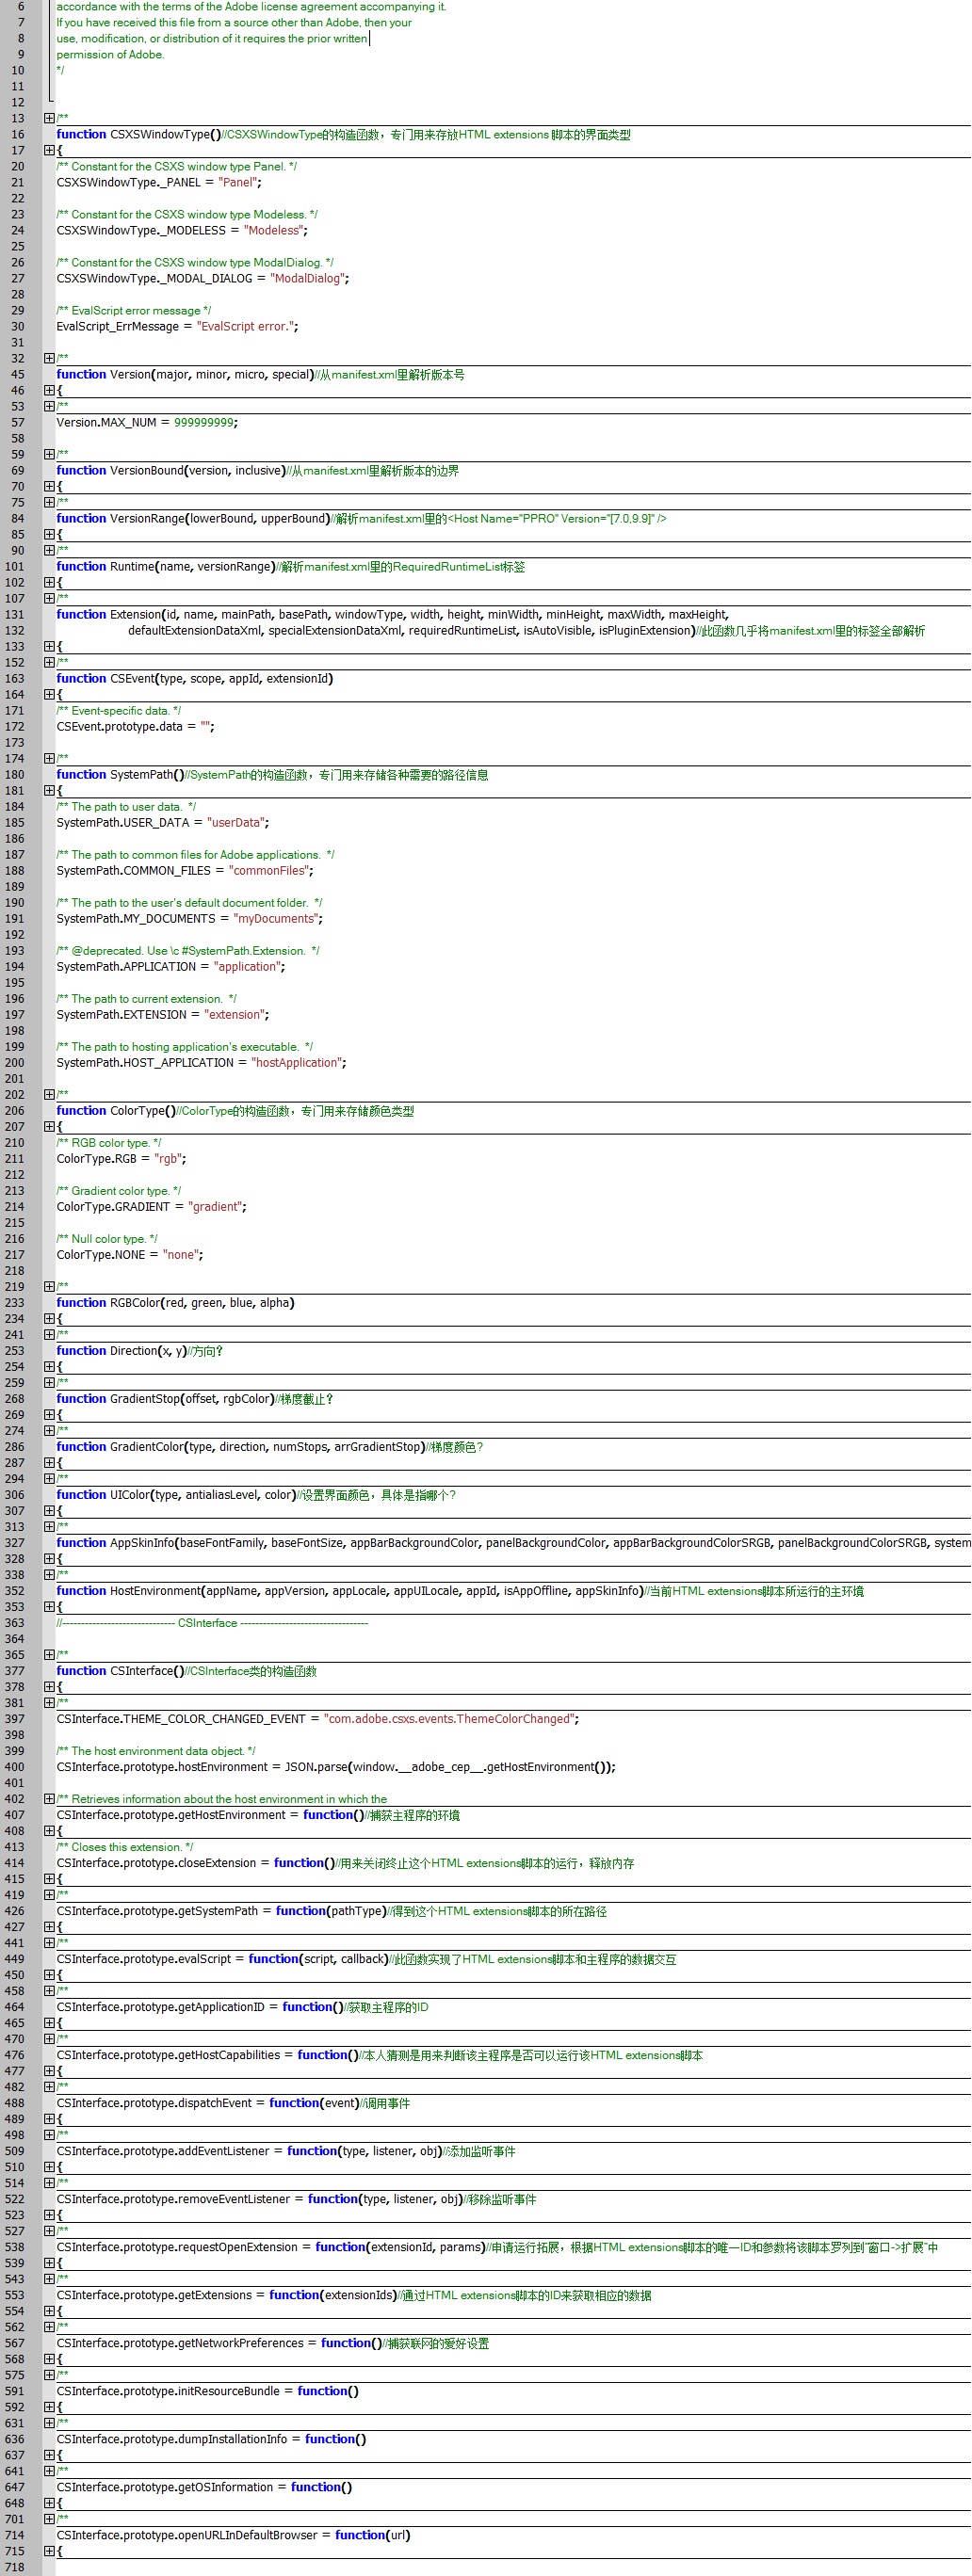 6 accordance with the terms of the Adobe license agreement accompanying it.
7 If you have received this file from a source other than Adobe, then your
8 use, modification, or distribution of it requires the prior written
9 permission of Adobe.
10 */
11
12
13 /**
16 function CSXSWindowType()//CSXSWindowType的构造函数，专门用来存放HTML extensions 脚本的界面类型
17 {
20 /** Constant for the CSXS window type Panel. */
21 CSXSWindowType._PANEL = "Panel";
22
23 /** Constant for the CSXS window type Modeless. */
24 CSXSWindowType._MODELESS = "Modeless";
25
26 /** Constant for the CSXS window type ModalDialog. */
27 CSXSWindowType._MODAL_DIALOG = "ModalDialog";
28
29 /** EvalScript error message */
30 EvalScript_ErrMessage = "EvalScript error.";
31
32 /**
45 function Version(major, minor, micro, special)//从manifest.xml里解析版本号
46 {
53 /**
57 Version.MAX_NUM = 999999999;
58
59 /**
69 function VersionBound(version, inclusive)//从manifest.xml里解析版本的边界
70 {
75 /**
84 function VersionRange(lowerBound, upperBound)//解析manifest.xml里的<Host Name="PPRO" Version="[7.0,9.9]" />
85 {
90 /**
101 function Runtime(name, versionRange)//解析manifest.xml里的RequiredRuntimeList标签
102 {
107 /**
131 function Extension(id, name, mainPath, basePath, windowType, width, height, minWidth, minHeight, maxWidth, maxHeight,
132 defaultExtensionDataXml, specialExtensionDataXml, requiredRuntimeList, isAutoVisible, isPluginExtension)//此函数几乎将manifest.xml里的标签全部解析
133 {
152 /**
163 function CSEvent(type, scope, appId, extensionId)
164 {
171 /** Event-specific data. */
172 CSEvent.prototype.data = "";
173
174 /**
180 function SystemPath()//SystemPath的构造函数，专门用来存储各种需要的路径信息
181 {
184 /** The path to user data. */
185 SystemPath.USER_DATA = "userData";
186
187 /** The path to common files for Adobe applications. */
188 SystemPath.COMMON_FILES = "commonFiles";
189
190 /** The path to the user's default document folder. */
191 SystemPath.MY_DOCUMENTS = "myDocuments";
192
193 /** @deprecated. Use \c #SystemPath.Extension. */
194 SystemPath.APPLICATION = "application";
195
196 /** The path to current extension. */
197 SystemPath.EXTENSION = "extension";
198
199 /** The path to hosting application's executable. */
200 SystemPath.HOST_APPLICATION = "hostApplication";
201
202 /**
206 function ColorType()//ColorType的构造函数，专门用来存储颜色类型
207 {
210 /** RGB color type. */
211 ColorType.RGB = "rgb";
212
213 /** Gradient color type. */
214 ColorType.GRADIENT = "gradient";
215
216 /** Null color type. */
217 ColorType.NONE = "none";
218
219 /**
233 function RGBColor(red, green, blue, alpha)
234 {
241 /**
253 function Direction(x, y)//方向？
254 {
259 /**
268 function GradientStop(offset, rgbColor)//梯度截止？
269 {
274 /**
286 function GradientColor(type, direction, numStops, arrGradientStop)//梯度颜色?
287 {
294 /**
306 function UIColor(type, antialiasLevel, color)//设置界面颜色，具体是指哪个?
307 {
313 /**
327 function AppSkinInfo(baseFontFamily, baseFontSize, appBarBackgroundColor, panelBackgroundColor, appBarBackgroundColorSRGB, panelBackgroundColorSRGB, system
328 {
338 /**
352 function HostEnvironment(appName, appVersion, appLocale, appUILocale, appId, isAppOffline, appSkinInfo)//当前HTML extensions脚本所运行的主环境
353 {
363 //------------------------------ CSInterface ----------------------------------
364
365 /**
377 function CSInterface()//CSInterface类的构造函数
378 {
381 /**
397 CSInterface.THEME_COLOR_CHANGED_EVENT = "com.adobe.csxs.events.ThemeColorChanged";
398
399 /** The host environment data object. */
400 CSInterface.prototype.hostEnvironment = JSON.parse(window.__adobe_cep__.getHostEnvironment());
401
402 /** Retrieves information about the host environment in which the
407 CSInterface.prototype.getHostEnvironment = function()//捕获主程序的环境
408 {
413 /** Closes this extension. */
414 CSInterface.prototype.closeExtension = function()//用来关闭终止这个HTML extensions脚本的运行，释放内存
415 {
419 /**
426 CSInterface.prototype.getSystemPath = function(pathType)//得到这个HTML extensions脚本的所在路径
427 {
441 /**
449 CSInterface.prototype.evalScript = function(script, callback)//此函数实现了HTML extensions脚本和主程序的数据交互
450 {
458 /**
464 CSInterface.prototype.getApplicationID = function()//获取主程序的ID
465 {
470 /**
476 CSInterface.prototype.getHostCapabilities = function()//本人猜测是用来判断该主程序是否可以运行该HTML extensions脚本
477 {
482 /**
488 CSInterface.prototype.dispatchEvent = function(event)//调用事件
489 {
498 /**
509 CSInterface.prototype.addEventListener = function(type, listener, obj)//添加监听事件
510 {
514 /**
522 CSInterface.prototype.removeEventListener = function(type, listener, obj)//移除监听事件
523 {
527 /**
538 CSInterface.prototype.requestOpenExtension = function(extensionId, params)//申请运行拓展，根据HTML extensions脚本的唯一ID和参数将该脚本罗列到"窗口->扩展"中
539 {
543 /**
553 CSInterface.prototype.getExtensions = function(extensionIds)//通过HTML extensions脚本的ID来获取相应的数据
554 {
562 /**
567 CSInterface.prototype.getNetworkPreferences = function()//捕获联网的爱好设置
568 {
575 /**
591 CSInterface.prototype.initResourceBundle = function()
592 {
631 /**
636 CSInterface.prototype.dumpInstallationInfo = function()
637 {
641 /**
647 CSInterface.prototype.getOSInformation = function()
648 {
701 /**
714 CSInterface.prototype.openURLInDefaultBrowser = function(url)
715 {
718